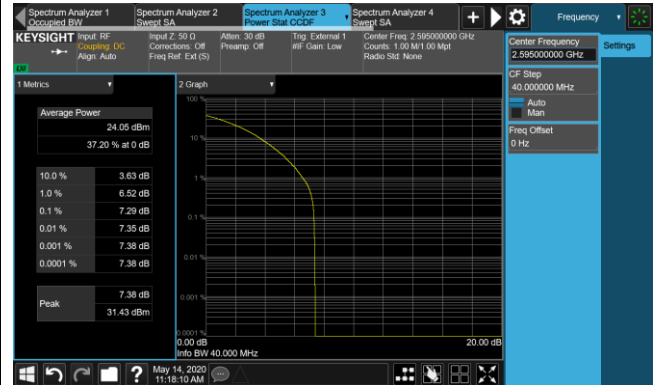 Spectrum Analyzer 1
Occupied BW
Spectrum Analyzer 2
Swept SA
Spectrum Analyzer 3
Power Stat CCDF
Spectrum Analyzer 4
Swept SA
Frequency
KEYSIGHT
Input: RF
Coupling: DC
Align: Auto
Input Z: 50 Ω
Corrections: Off
Freq Ref: Ext (S)
Atten: 30 dB
Preamp: Off
Trig: External 1
#IF Gain: Low
Center Freq: 2.595000000 GHz
Counts: 1.00 M/1.00 Mpt
Radio Std: None
LXI
Center Frequency
2.595000000 GHz
Settings
CF Step
40.000000 MHz
Auto
Man
Freq Offset
0 Hz
1 Metrics
Average Power
24.05 dBm
37.20 % at 0 dB
10.0 % 3.63 dB
1.0 % 6.52 dB
0.1 % 7.29 dB
0.01 % 7.35 dB
0.001 % 7.38 dB
0.0001 % 7.38 dB
Peak
7.38 dB
31.43 dBm
2 Graph
100 %
10 %
1 %
0.1 %
0.01 %
0.001 %
0.0001 %
0.00 dB
20.00 dB
Info BW 40.000 MHz
?
May 14, 2020
11:18:10 AM